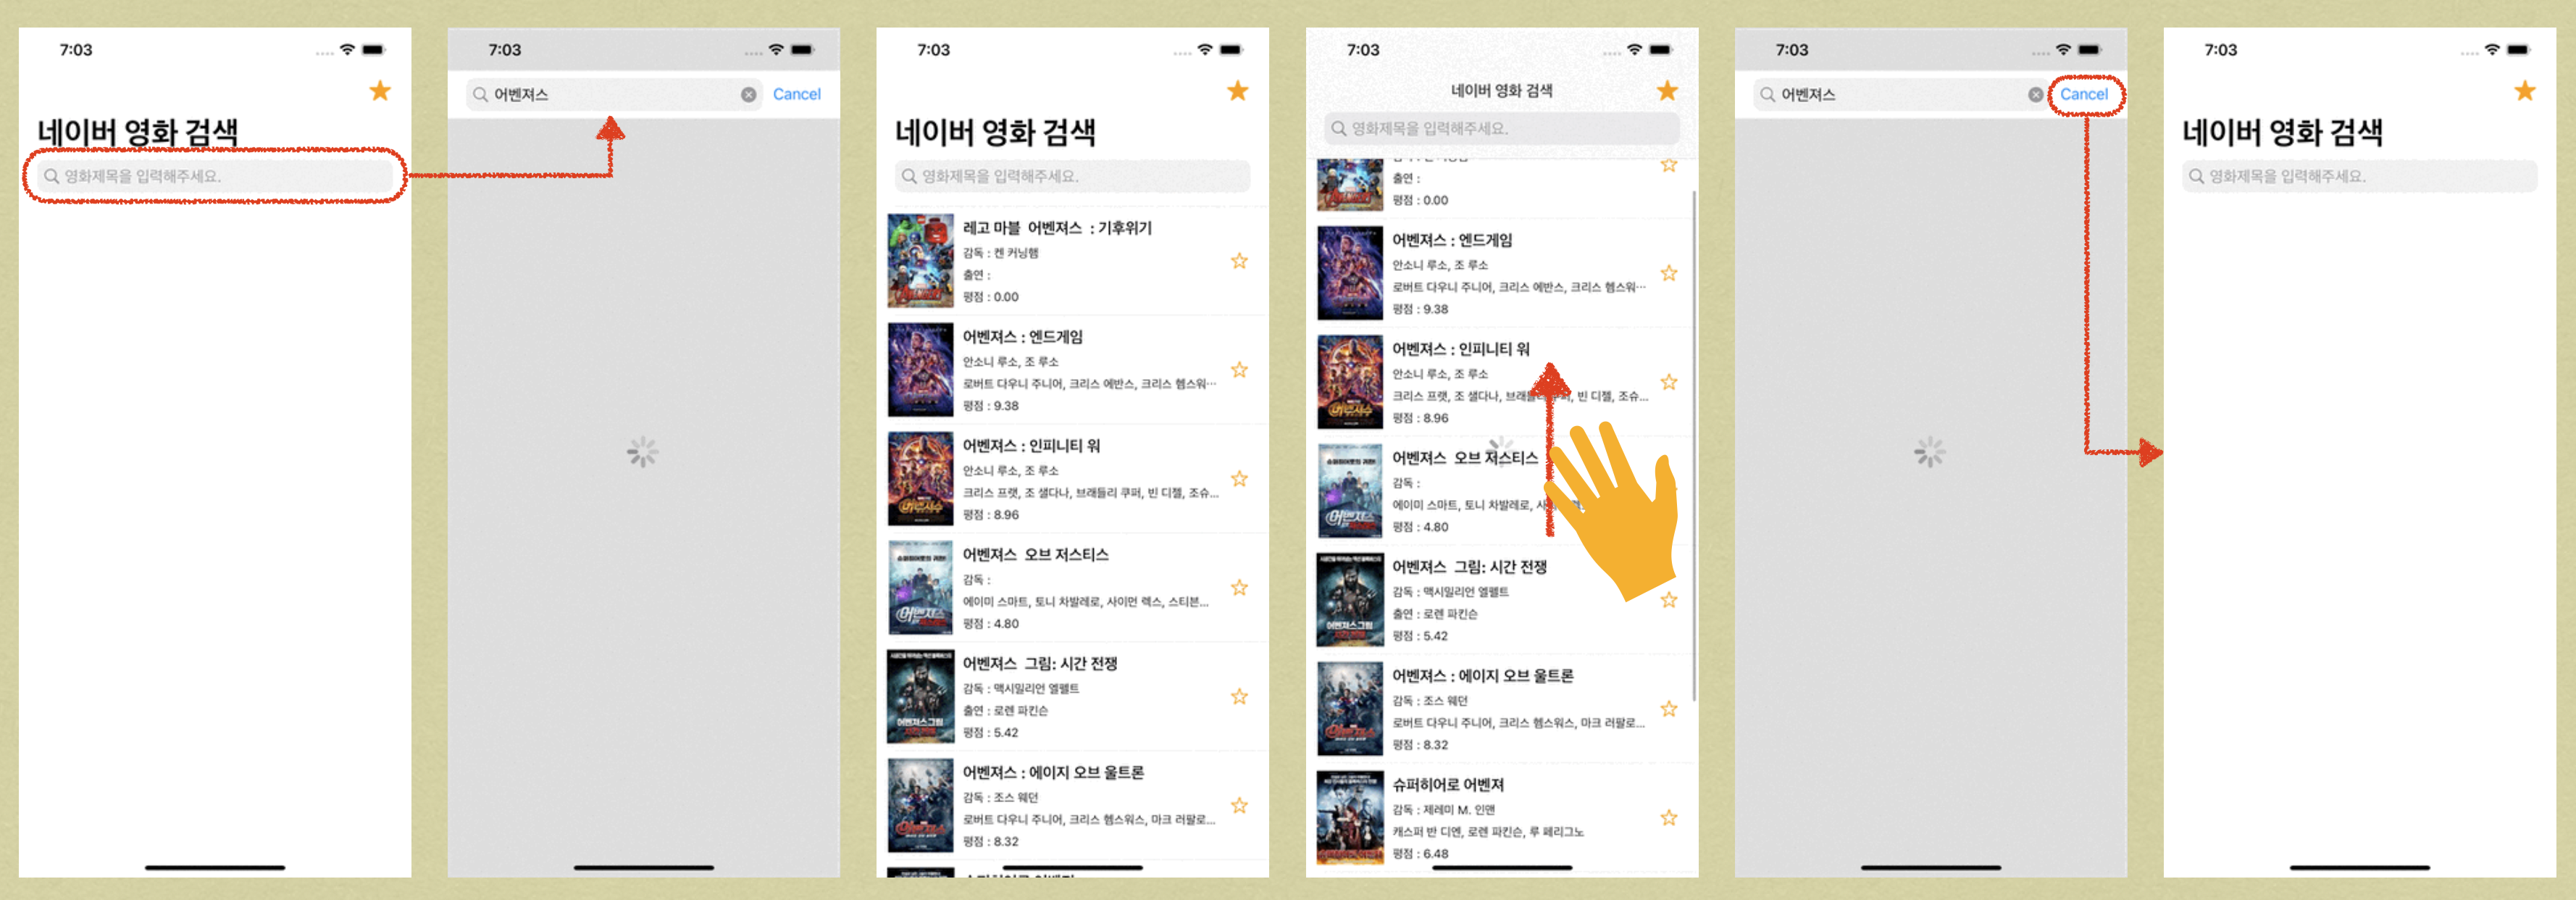 7:03
네이버 영화 검색
영화제목을 입력해주세요.
7:03
어벤져스
Cancel
7:03
네이버 영화 검색
영화제목을 입력해주세요.
레고 마블 어벤져스 : 기후위기
감독 : 켄 커닝햄
출연 :
평점 : 0.00
어벤져스 : 엔드게임
안소니 루소, 조 루소
로버트 다우니 주니어, 크리스 에반스, 크리스 헴스워…
평점 : 9.38
어벤져스 : 인피니티 워
안소니 루소, 조 루소
크리스 프랫, 조 샐다나, 브래들리 쿠퍼, 빈 디젤, 조슈...
평점 : 8.96
어벤져스 오브 저스티스
감독 :
에이미 스마트, 토니 차발레로, 사이먼 렉스, 스티븐...
평점 : 4.80
어벤져스 그림: 시간 전쟁
감독 : 맥시밀리언 엘펠트
출연 : 로렌 파킨슨
평점 : 5.42
어벤져스 : 에이지 오브 울트론
감독 : 조스 웨던
로버트 다우니 주니어, 크리스 헴스워스, 마크 러팔로...
평점 : 8.32
7:03
네이버 영화 검색
영화제목을 입력해주세요.
출연 :
평점 : 0.00
어벤져스 : 엔드게임
안소니 루소, 조 루소
로버트 다우니 주니어, 크리스 에반스, 크리스 헴스워…
평점 : 9.38
어벤져스 : 인피니티 워
안소니 루소, 조 루소
크리스 프랫, 조 샐다나, 브래들리 쿠퍼, 빈 디젤, 조슈...
평점 : 8.96
어벤져스 오브 저스티스
감독 :
에이미 스마트, 토니 차발레로,
평점 : 4.80
어벤져스 그림: 시간 전쟁
감독 : 맥시밀리언 엘펠트
출연 : 로렌 파킨슨
평점 : 5.42
어벤져스 : 에이지 오브 울트론
감독 : 조스 웨던
로버트 다우니 주니어, 크리스 헴스워스, 마크 러팔로...
평점 : 8.32
슈퍼히어로 어벤져
감독 : 제레미 M. 인맨
캐스퍼 반 디엔, 로렌 파킨슨, 루 페리그노
평점 : 6.48
7:03
어벤져스
Cancel
7:03
네이버 영화 검색
영화제목을 입력해주세요.